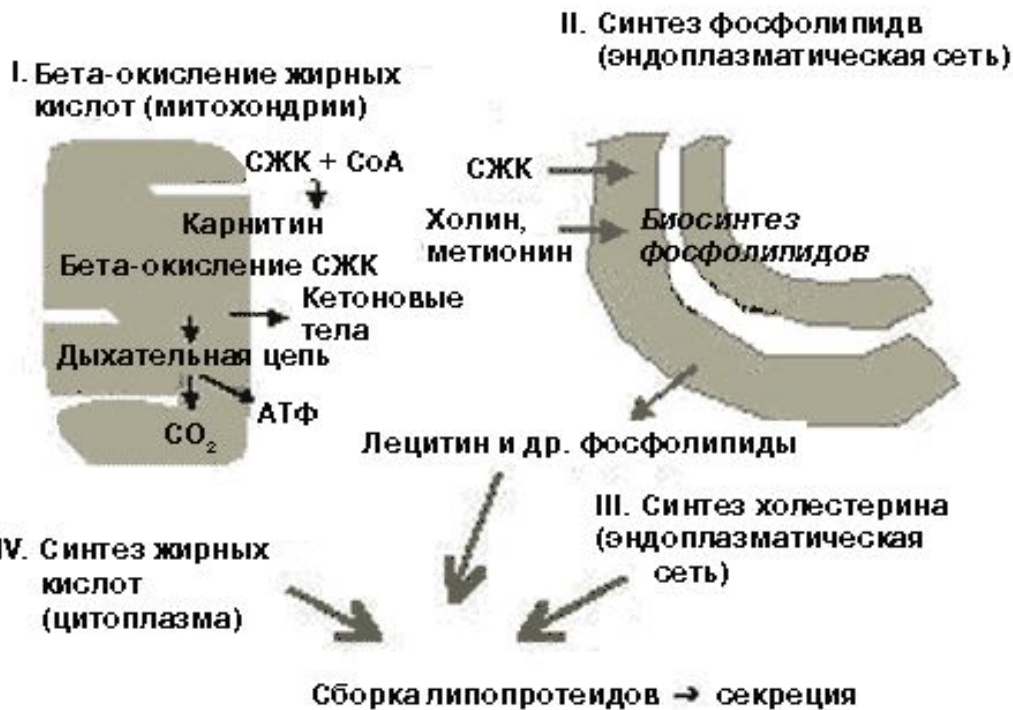 I. Бета-окисление жирных
кислот (митохондрии)
СЖК + СоА
Карнитин
Бета-окисление СЖК
Кетоновые
тела
Дыхательная цепь
АТф
СО₂
II. Синтез фосфолипидв
(эндоплазматическая сеть)
СЖК
Холин,
метионин
Биосинтез
фосфолипидов
Лецитин и др. фосфолипиды
III. Синтез холестерина
(эндоплазматическая
сеть)
IV. Синтез жирных
кислот
(цитоплазма)
Сборка липопротеидов → секреция